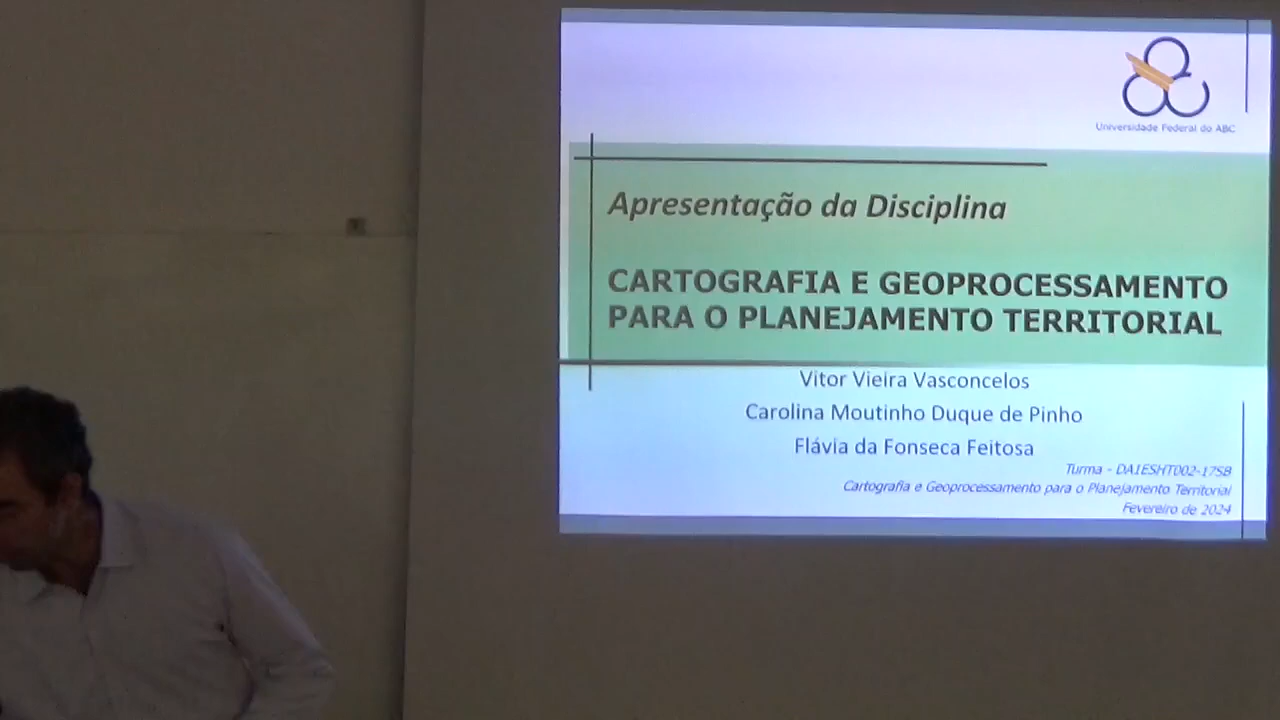 Universidade Federal do ABC
Apresentação da Disciplina
CARTOGRAFIA E GEOPROCESSAMENTO
PARA O PLANEJAMENTO TERRITORIAL
Vitor Vieira Vasconcelos
Carolina Moutinho Duque de Pinho
Flávia da Fonseca Feitosa
Turma - DA1ESHT002-17SB
Cartografia e Geoprocessamento para o Planejamento Territorial
Fevereiro de 2024